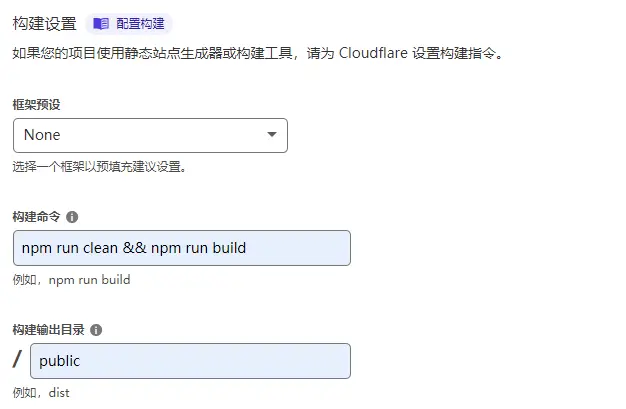 构建设置 配置构建
如果您的项目使用静态站点生成器或构建工具，请为 Cloudflare 设置构建指令。
框架预设
None
选择一个框架以预填充建议设置。
构建命令
npm run clean && npm run build
例如，npm run build
构建输出目录
/ public
例如，dist